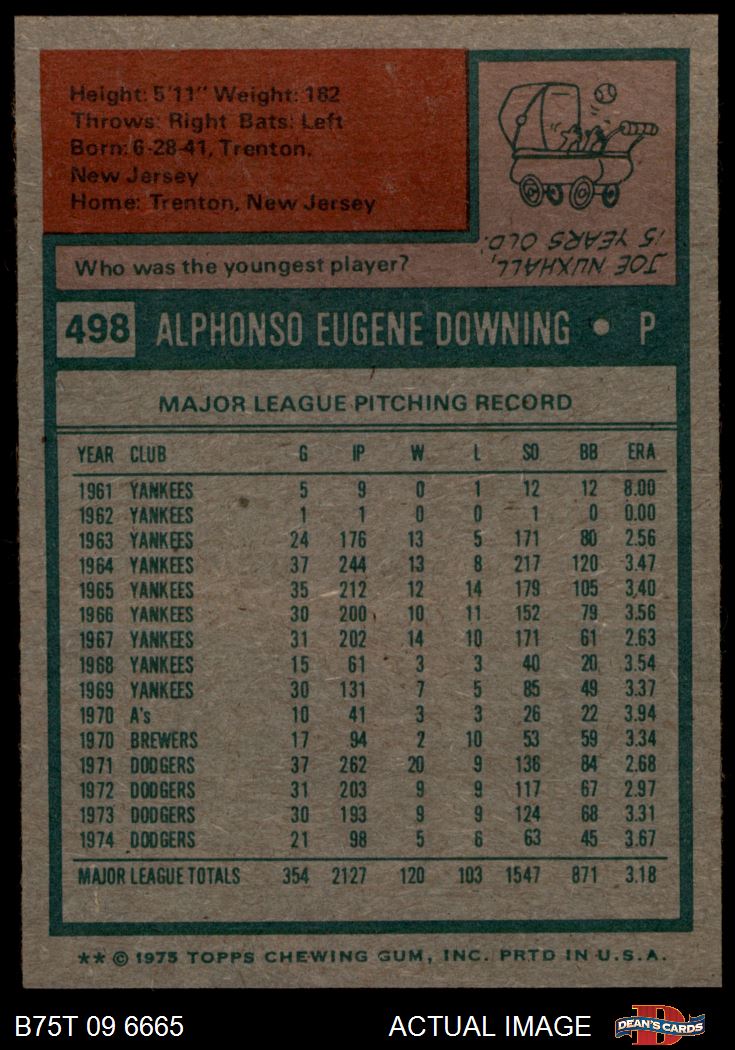 Height: 5'11" Weight: 182
Throws: Right Bats: Left
Born: 6-28-41, Trenton,
New Jersey
Home: Trenton, New Jersey
JOE NUXHALL,
15 YEARS OLD.
Who was the youngest player?
498 ALPHONSO EUGENE DOWNING • P
MAJOR LEAGUE PITCHING RECORD
YEAR CLUB G IP W L SO BB ERA
1961 YANKEES 5 9 0 1 12 12 8.00
1962 YANKEES 1 1 0 0 1 0 0.00
1963 YANKEES 24 176 13 5 171 80 2.56
1964 YANKEES 37 244 13 8 217 120 3.47
1965 YANKEES 35 212 12 14 179 105 3.40
1966 YANKEES 30 200 10 11 152 79 3.56
1967 YANKEES 31 202 14 10 171 61 2.63
1968 YANKEES 15 61 3 3 40 20 3.54
1969 YANKEES 30 131 7 5 85 49 3.37
1970 A's 10 41 3 3 26 22 3.94
1970 BREWERS 17 94 2 10 53 59 3.34
1971 DODGERS 37 262 20 9 136 84 2.68
1972 DODGERS 31 203 9 9 117 67 2.97
1973 DODGERS 30 193 9 9 124 68 3.31
1974 DODGERS 21 98 5 6 63 45 3.67
MAJOR LEAGUE TOTALS 354 2127 120 103 1547 871 3.18
** © 1975 TOPPS CHEWING GUM, INC. PRTD IN U.S.A.
B75T 09 6665 ACTUAL IMAGE D DEAN'S CARDS